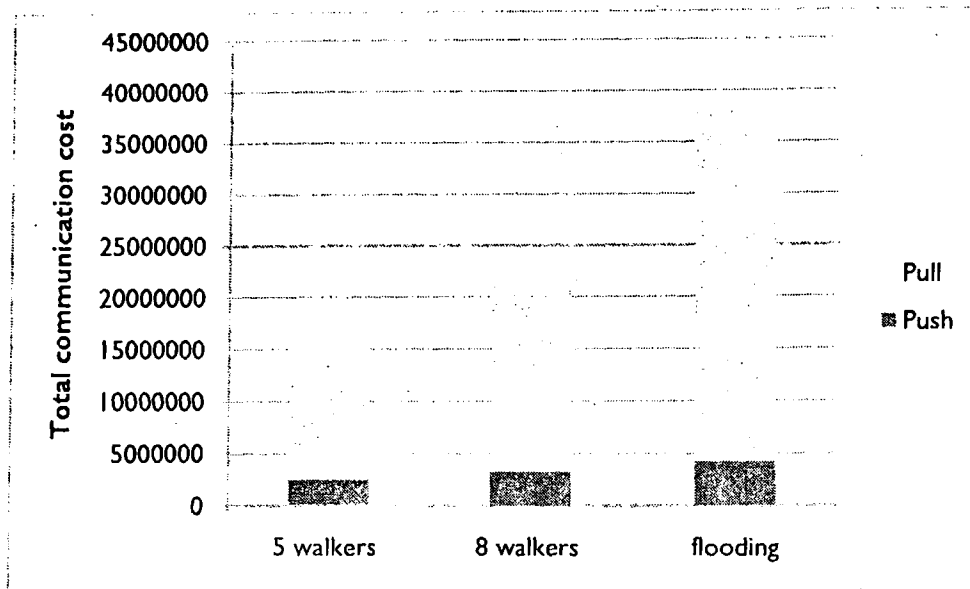 45000000
40000000
35000000
30000000
25000000
20000000
15000000
10000000
5000000
0
Total communication cost
5 walkers
8 walkers
flooding
Pull
Push